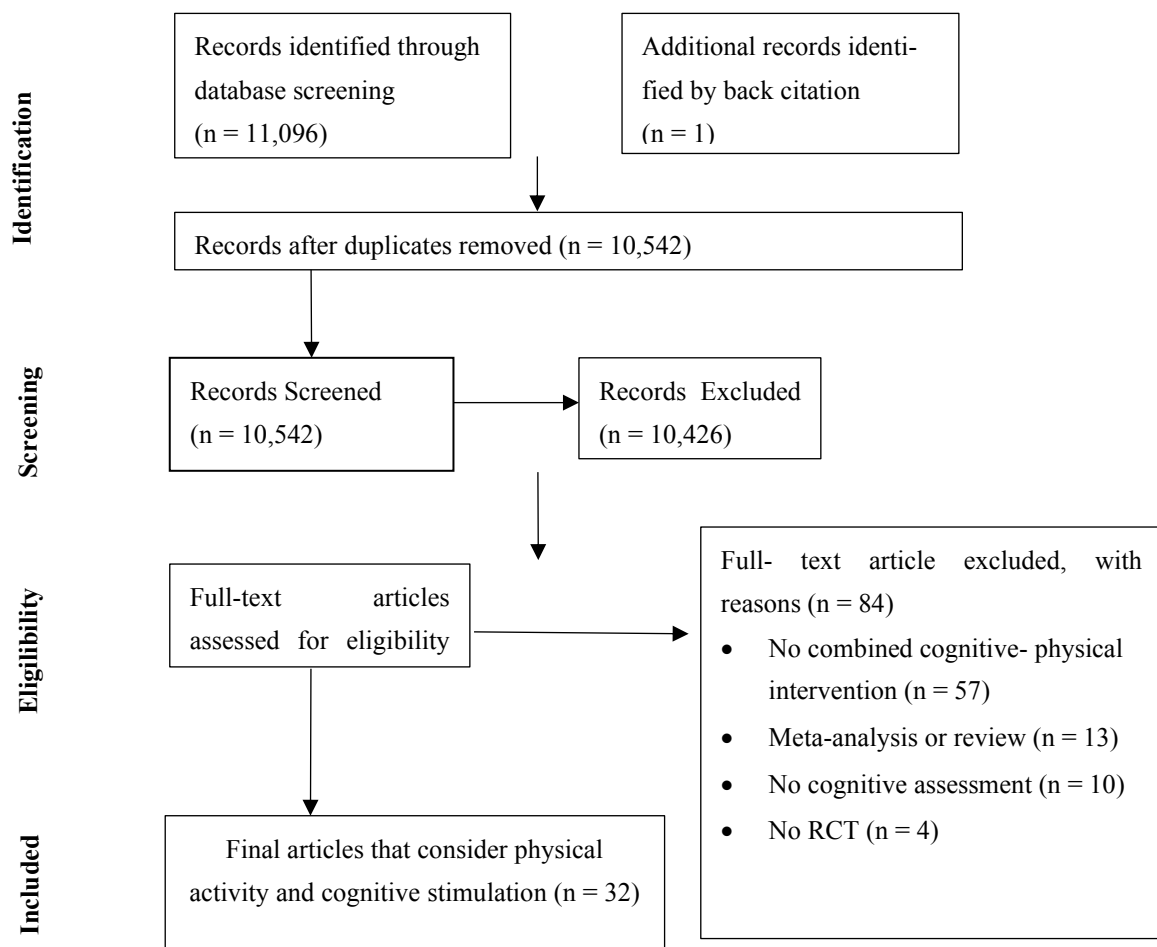 Identification
Records identified through
database screening
(n = 11,096)
Additional records identi-
fied by back citation
(n = 1)
Records after duplicates removed (n = 10,542)
Screening
Records Screened
(n = 10,542)
Records Excluded
(n = 10,426)
Egilibility
Full-text articles
assessed for eligibility
Full- text article excluded, with
reasons (n = 84)
• No combined cognitive- physical
intervention (n = 57)
• Meta-analysis or review (n = 13)
• No cognitive assessment (n = 10)
• No RCT (n = 4)
Included
Final articles that consider physical
activity and cognitive stimulation (n = 32)